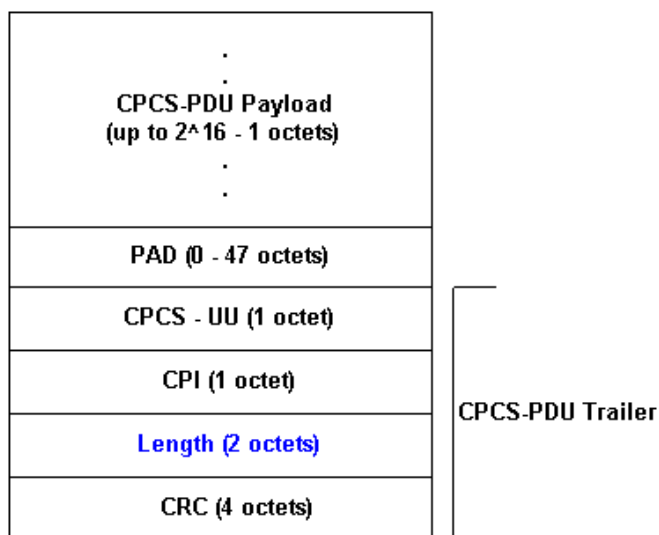 .
.
CPCS-PDU Payload
(up to 2^16 - 1 octets)
.
.
PAD (0 - 47 octets)
CPCS - UU (1 octet)
CPI (1 octet)
Length (2 octets)
CRC (4 octets)
CPCS-PDU Trailer